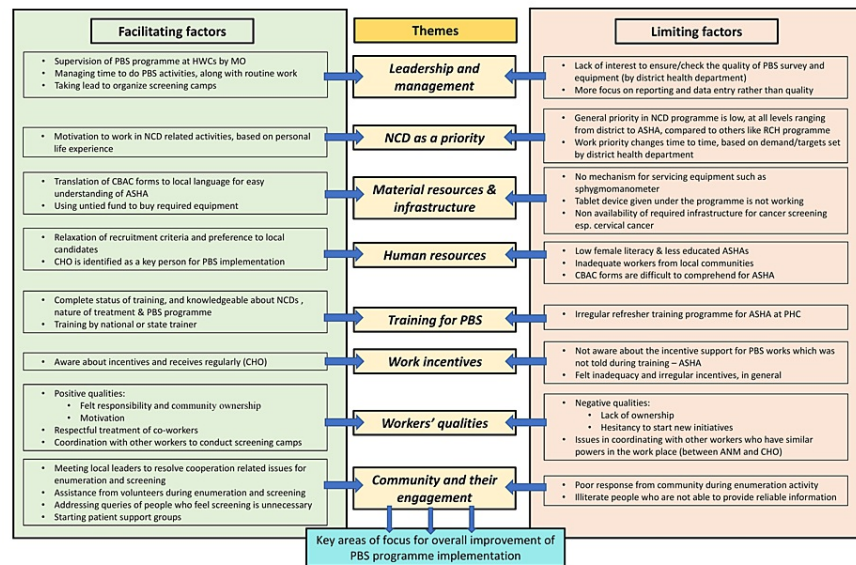 Facilitating factors
Themes
Limiting factors
• Supervision of PBS programme at HWCs by MO
• Managing time to do PBS activities, along with routine work
• Taking lead to organize screening camps
Leadership and
management
• Lack of interest to ensure/check the quality of PBS survey and
equipment (by district health department)
• More focus on reporting and data entry rather than quality
• Motivation to work in NCD related activities, based on personal
life experience
NCD as a priority
• General priority in NCD programme is low, at all levels ranging
from district to ASHA, compared to others like RCH programme
• Work priority changes time to time, based on demand/targets set
by district health department
• Translation of CBAC forms to local language for easy
understanding of ASHA
• Using untied fund to buy required equipment
Material resources &
infrastructure
• No mechanism for servicing equipment such as
sphygmomanometer
• Tablet device given under the programme is not working
• Non availability of required infrastructure for cancer screening
esp. cervical cancer
• Relaxation of recruitment criteria and preference to local
candidates
• CHO is identified as a key person for PBS implementation
Human resources
• Low female literacy & less educated ASHAs
• Inadequate workers from local communities
• CBAC forms are difficult to comprehend for ASHA
• Complete status of training, and knowledgeable about NCDs ,
nature of treatment & PBS programme
• Training by national or state trainer
Training for PBS
• Irregular refresher training programme for ASHA at PHC
• Aware about incentives and receives regularly (CHO)
Work incentives
• Not aware about the incentive support for PBS works which was
not told during training – ASHA
• Felt inadequacy and irregular incentives, in general
• Positive qualities:
• Felt responsibility and community ownership
• Motivation
• Respectful treatment of co-workers
• Coordination with other workers to conduct screening camps
Workers' qualities
• Negative qualities:
• Lack of ownership
• Hesitancy to start new initiatives
• Issues in coordinating with other workers who have similar
powers in the work place (between ANM and CHO)
• Meeting local leaders to resolve cooperation related issues for
enumeration and screening
• Assistance from volunteers during enumeration and screening
• Addressing queries of people who feel screening is unnecessary
• Starting patient support groups
Community and their
engagement
• Poor response from community during enumeration activity
• Illiterate people who are not able to provide reliable information
Key areas of focus for overall improvement of
PBS programme implementation